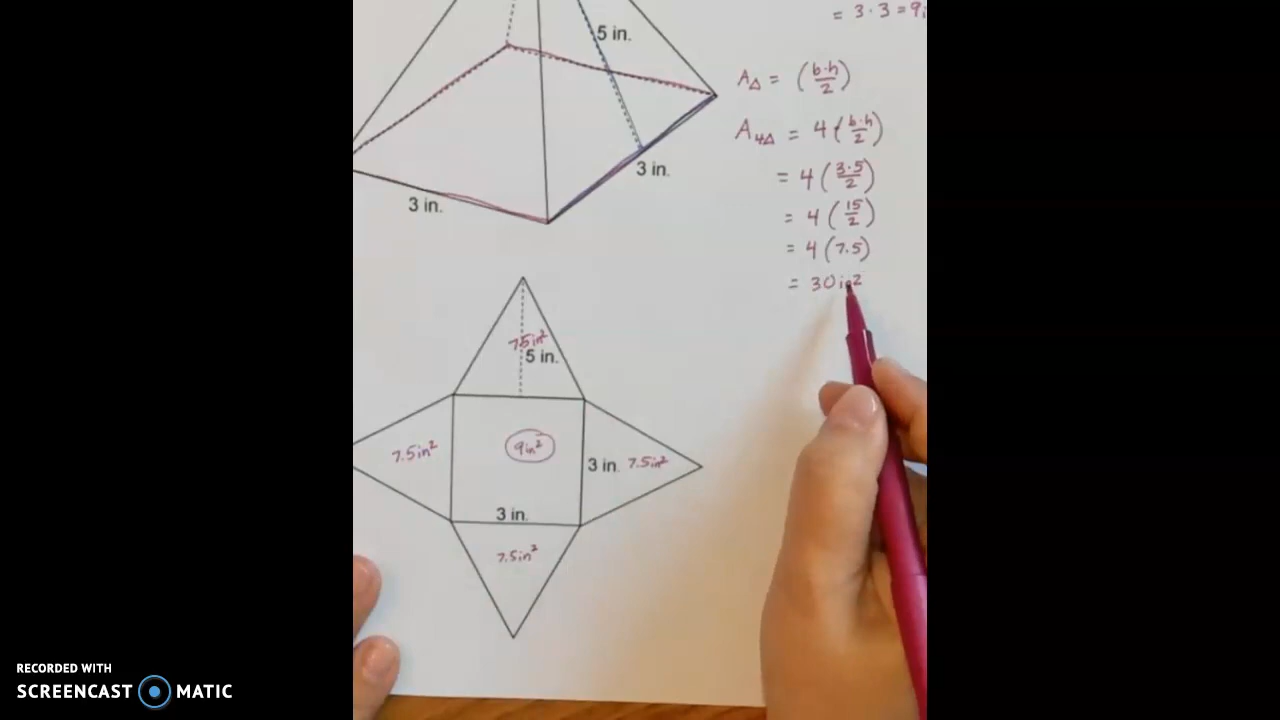 = 3·3 = 9i
5 in.
A△ = (b·h/2)
A4△ = 4(b·h/2)
3 in.
= 4(3·5/2)
3 in.
= 4(15/2)
= 4(7.5)
= 30in²
7.5in²
5 in.
7.5in²
9in²
3 in.
7.5in²
3 in.
7.5in²
RECORDED WITH
SCREENCAST MATIC